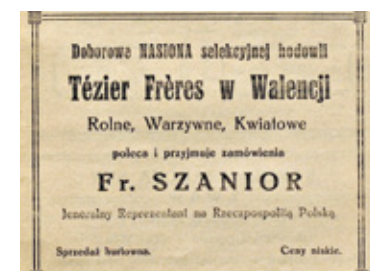 Doborowe NASIONA selekcyjnej hodowli
Tézier Frères w Walencji
Rolne, Warzywne, Kwiatowe
poleca i przyjmuje zamówienia
Fr. SZANIOR
Jeneralny Reprezentant na Rzeczpospolitą Polską.
Sprzedaż hurtowna. Ceny niskie.